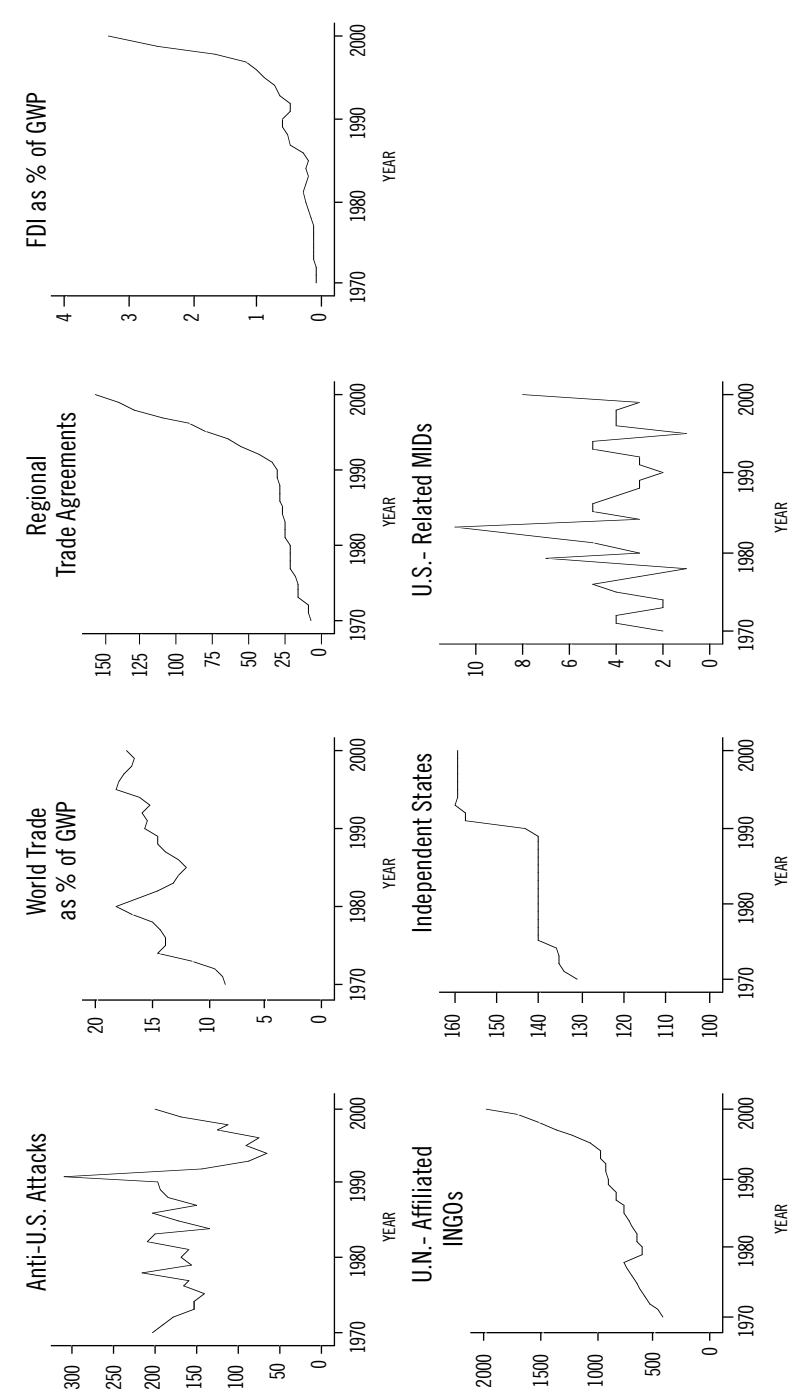 Anti-U.S. Attacks
300
250
200
150
100
50
0
1970 1980 1990 2000
YEAR
World Trade
as % of GWP
20
15
10
5
0
1970 1980 1990 2000
YEAR
Regional
Trade Agreements
150
125
100
75
50
25
0
1970 1980 1990 2000
YEAR
FDI as % of GWP
4
3
2
1
0
1970 1980 1990 2000
YEAR
U.N.- Affiliated
INGOs
2000
1500
1000
500
0
1970 1980 1990 2000
YEAR
Independent States
160
150
140
130
120
110
100
1970 1980 1990 2000
YEAR
U.S.- Related MIDs
10
8
6
4
2
0
1970 1980 1990 2000
YEAR